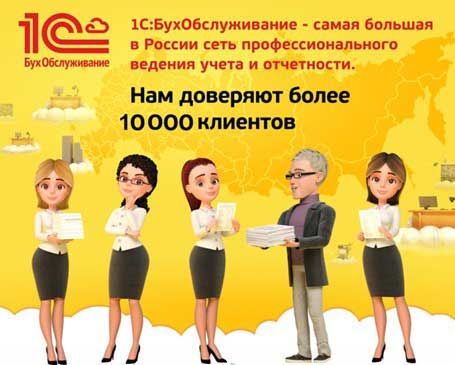 1С
БухОбслуживание
1С:БухОбслуживание - самая большая
в России сеть профессионального
ведения учета и отчетности.
Нам доверяют более
10 000 клиентов